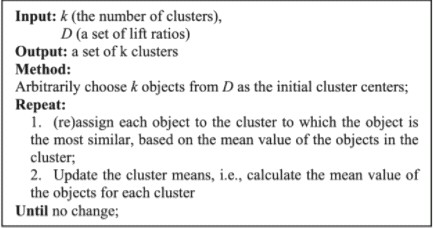 Input: k (the number of clusters),
D (a set of lift ratios)
Output: a set of k clusters
Method:
Arbitrarily choose k objects from D as the initial cluster centers;
Repeat:
1. (re)assign each object to the cluster to which the object is
the most similar, based on the mean value of the objects in the
cluster;
2. Update the cluster means, i.e., calculate the mean value of
the objects for each cluster
Until no change;